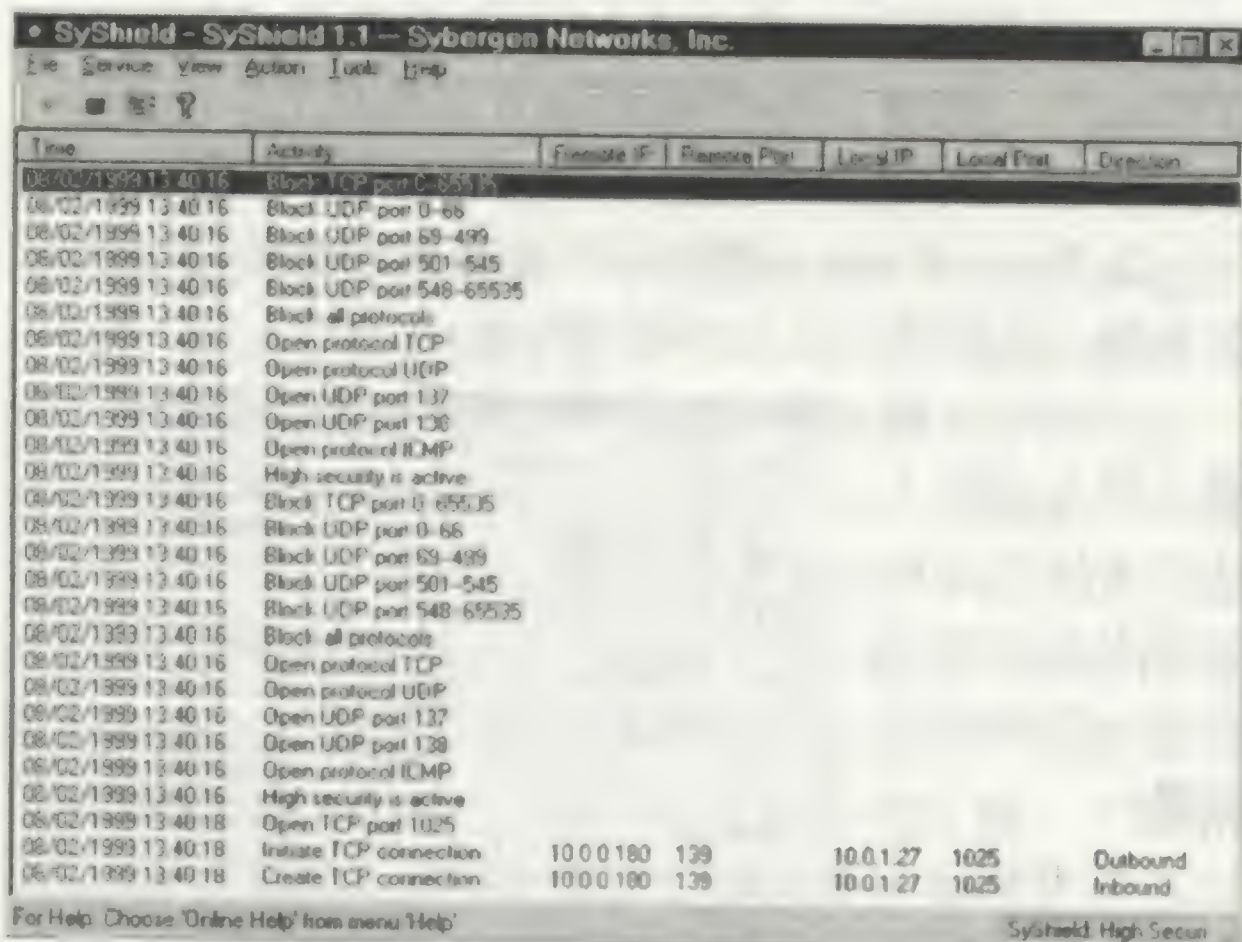 SyShield - SyShield 1.1 — Sybergen Networks, Inc.
File Service View Action Tools Help
Time Activity Remote IP Remote Port Local IP Local Port Direction
08/02/1999 13:40:16 Block TCP port 0-65535
08/02/1999 13:40:16 Block UDP port 0-66
08/02/1999 13:40:16 Block UDP port 69-499
08/02/1999 13:40:16 Block UDP port 501-545
08/02/1999 13:40:16 Block UDP port 548-65535
08/02/1999 13:40:16 Block all protocols
08/02/1999 13:40:16 Open protocol TCP
08/02/1999 13:40:16 Open protocol UDP
08/02/1999 13:40:16 Open UDP port 137
08/02/1999 13:40:16 Open UDP port 138
08/02/1999 13:40:16 Open protocol ICMP
08/02/1999 13:40:16 High security is active
08/02/1999 13:40:16 Block TCP port 0-65535
08/02/1999 13:40:16 Block UDP port 0-66
08/02/1999 13:40:16 Block UDP port 69-499
08/02/1999 13:40:16 Block UDP port 501-545
08/02/1999 13:40:16 Block UDP port 548-65535
08/02/1999 13:40:16 Block all protocols
08/02/1999 13:40:16 Open protocol TCP
08/02/1999 13:40:16 Open protocol UDP
08/02/1999 13:40:16 Open UDP port 137
08/02/1999 13:40:16 Open UDP port 138
08/02/1999 13:40:16 Open protocol ICMP
08/02/1999 13:40:16 High security is active
08/02/1999 13:40:18 Open TCP port 1025
08/02/1999 13:40:18 Initiate TCP connection 10.0.0.180 139 10.0.1.27 1025 Outbound
08/02/1999 13:40:18 Create TCP connection 10.0.0.180 139 10.0.1.27 1025 Inbound
For Help. Choose 'Online Help' from menu 'Help'
SyShield: High Securi